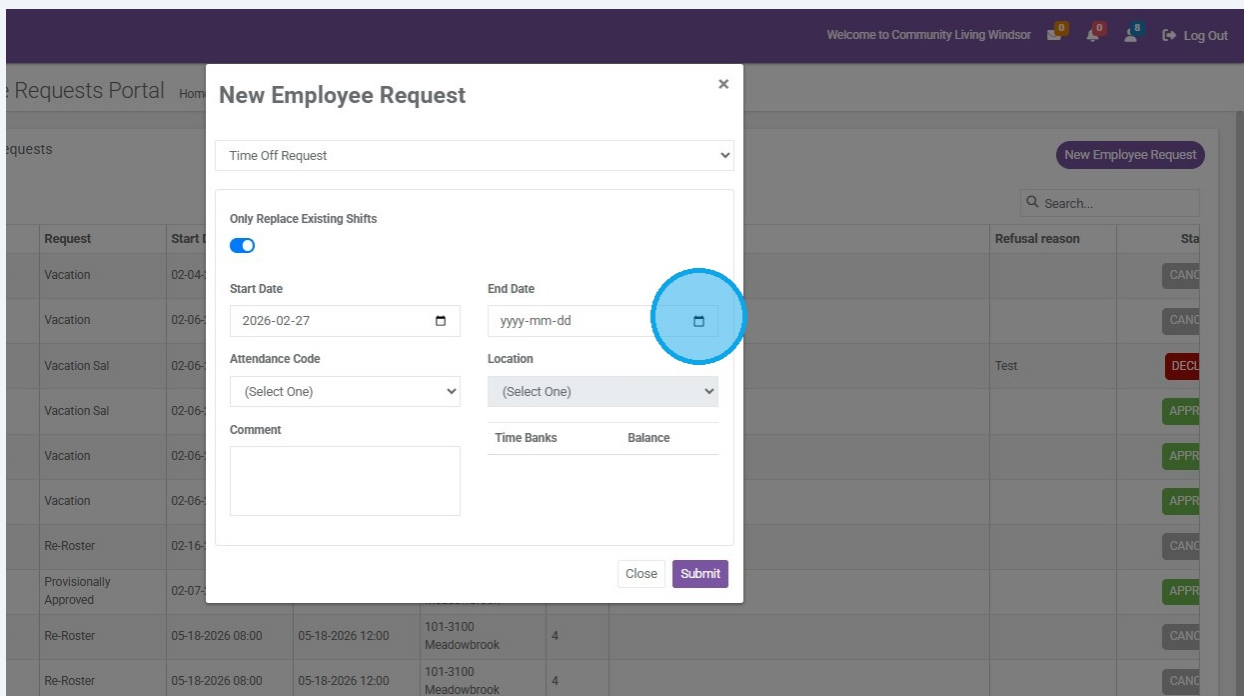 Welcome to Community Living Windsor 0 0 8 Log Out
Requests Portal
New Employee Request ×
Time Off Request
New Employee Request
Search...
Only Replace Existing Shifts
Request Refusal reason
Vacation
Start Date End Date
Vacation
2026-02-27 yyyy-mm-dd
Attendance Code Location
Vacation Sal Test
(Select One) (Select One)
Vacation Sal
Comment Time Banks Balance
Vacation
Vacation
Re-Roster
Close Submit
Provisionally
Approved
Re-Roster 05-18-2026 08:00 05-18-2026 12:00 101-3100
Meadowbrook 4
Re-Roster 05-18-2026 08:00 05-18-2026 12:00 101-3100
Meadowbrook 4